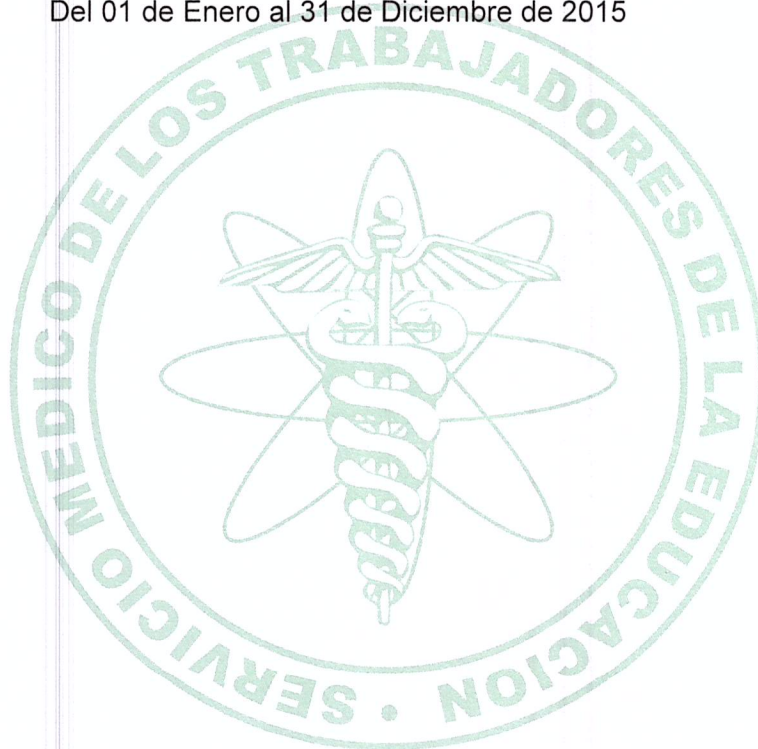 Del 01 de Enero al 31 de Diciembre de 2015
SERVICIO MEDICO DE LOS TRABAJADORES DE LA EDUCACION •